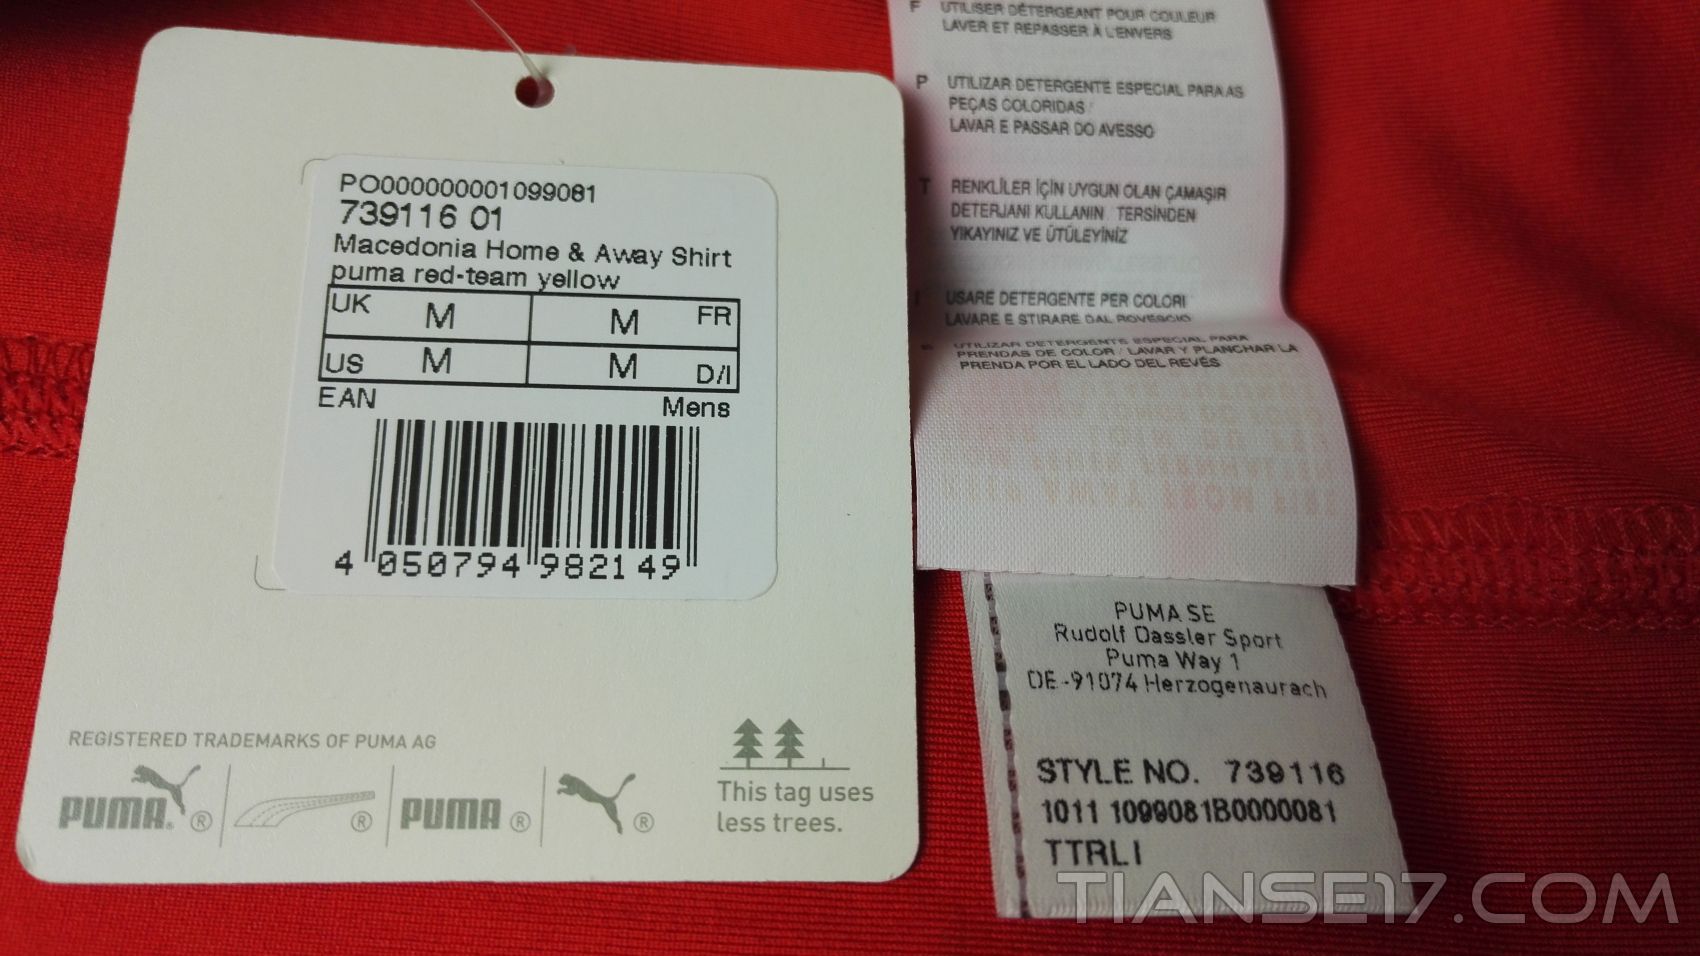 PO000000001099081
739116 01
Macedonia Home & Away Shirt
puma red-team yellow
UK M M FR
US M M D/I
EAN Mens
4 050794 982149
REGISTERED TRADEMARKS OF PUMA AG
PUMA® ® PUMA® ®
This tag uses
less trees.
F UTILISER DÉTERGEANT POUR COULEUR
LAVER ET REPASSER À L'ENVERS
P UTILIZAR DETERGENTE ESPECIAL PARA AS
PEÇAS COLORIDAS /
LAVAR E PASSAR DO AVESSO
T RENKLİLER İÇİN UYGUN OLAN ÇAMAŞIR
DETERJANI KULLANIN. TERSİNDEN
YIKAYINIZ VE ÜTÜLEYİNİZ
I USARE DETERGENTE PER COLORI
LAVARE E STIRARE DAL ROVESCIO
S UTILIZAR DETERGENTE ESPECIAL PARA
PRENDAS DE COLOR / LAVAR Y PLANCHAR LA
PRENDA POR EL LADO DEL REVÉS
PUMA SE
Rudolf Dassler Sport
Puma Way 1
DE-91074 Herzogenaurach
STYLE NO. 739116
1011 1099081B0000081
TTRLI
TIANSE17.COM